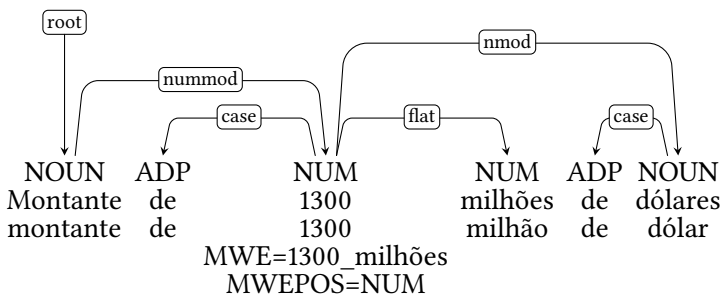 root
nmod
nummod
case flat case
NOUN ADP NUM NUM ADP NOUN
Montante de 1300 milhões de dólares
montante de 1300 milhão de dólar
MWE=1300_milhões
MWEPOS=NUM